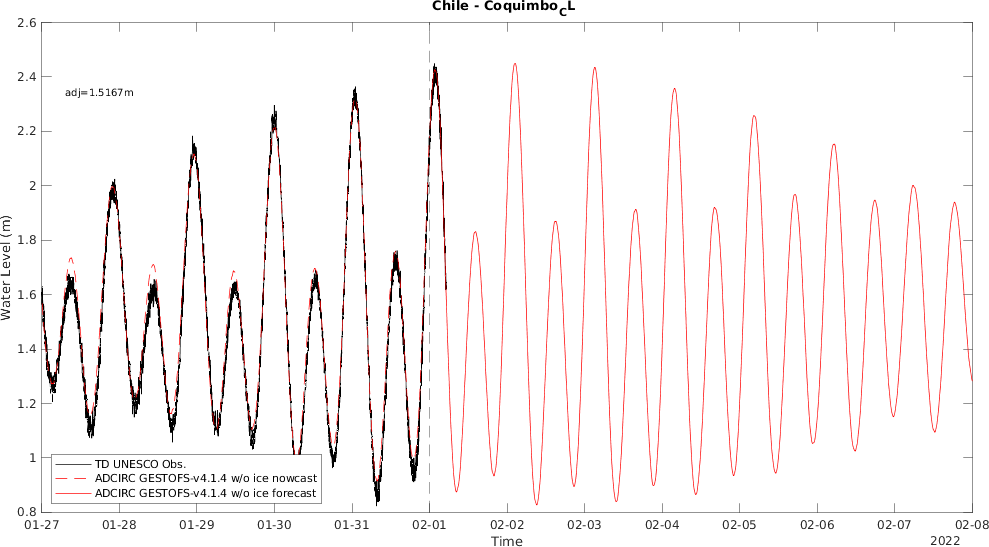 Chile - Coquimbo_CL
2.6
2.4
2.2
2
1.8
1.6
1.4
1.2
1
0.8
Water Level (m)
adj=1.5167m
TD UNESCO Obs.
ADCIRC GESTOFS-v4.1.4 w/o ice nowcast
ADCIRC GESTOFS-v4.1.4 w/o ice forecast
01-27 01-28 01-29 01-30 01-31 02-01 02-02 02-03 02-04 02-05 02-06 02-07 02-08
Time
2022